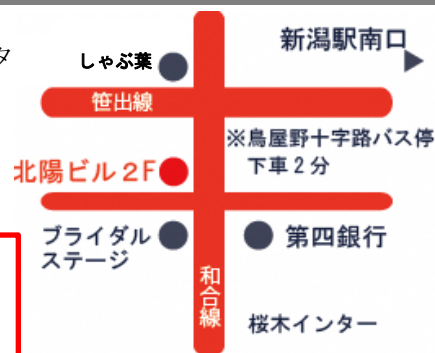 タ
しゃぶ葉
新潟駅南口
笹出線
※鳥屋野十字路バス停
下車2分
北陽ビル2F
ブライダル
ステージ
第四銀行
和合線
桜木インター